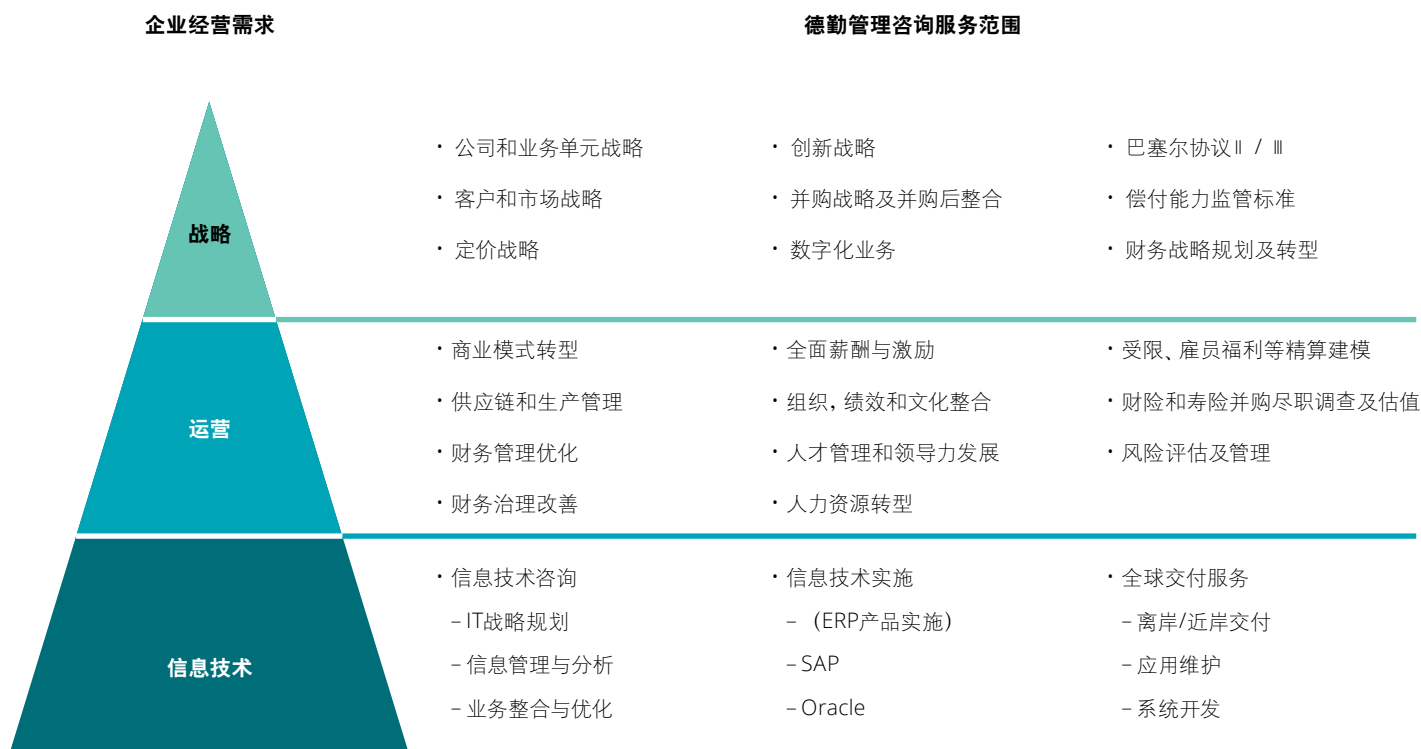 企业经营需求
德勤管理咨询服务范围
战略
· 公司和业务单元战略
· 客户和市场战略
· 定价战略
· 创新战略
· 并购战略及并购后整合
· 数字化业务
· 巴塞尔协议Ⅱ / Ⅲ
· 偿付能力监管标准
· 财务战略规划及转型
运营
· 商业模式转型
· 供应链和生产管理
· 财务管理优化
· 财务治理改善
· 全面薪酬与激励
· 组织，绩效和文化整合
· 人才管理和领导力发展
· 人力资源转型
· 受限、雇员福利等精算建模
· 财险和寿险并购尽职调查及估值
· 风险评估及管理
信息技术
· 信息技术咨询
– IT战略规划
– 信息管理与分析
– 业务整合与优化
· 信息技术实施
– （ERP产品实施）
– SAP
– Oracle
· 全球交付服务
– 离岸/近岸交付
– 应用维护
– 系统开发